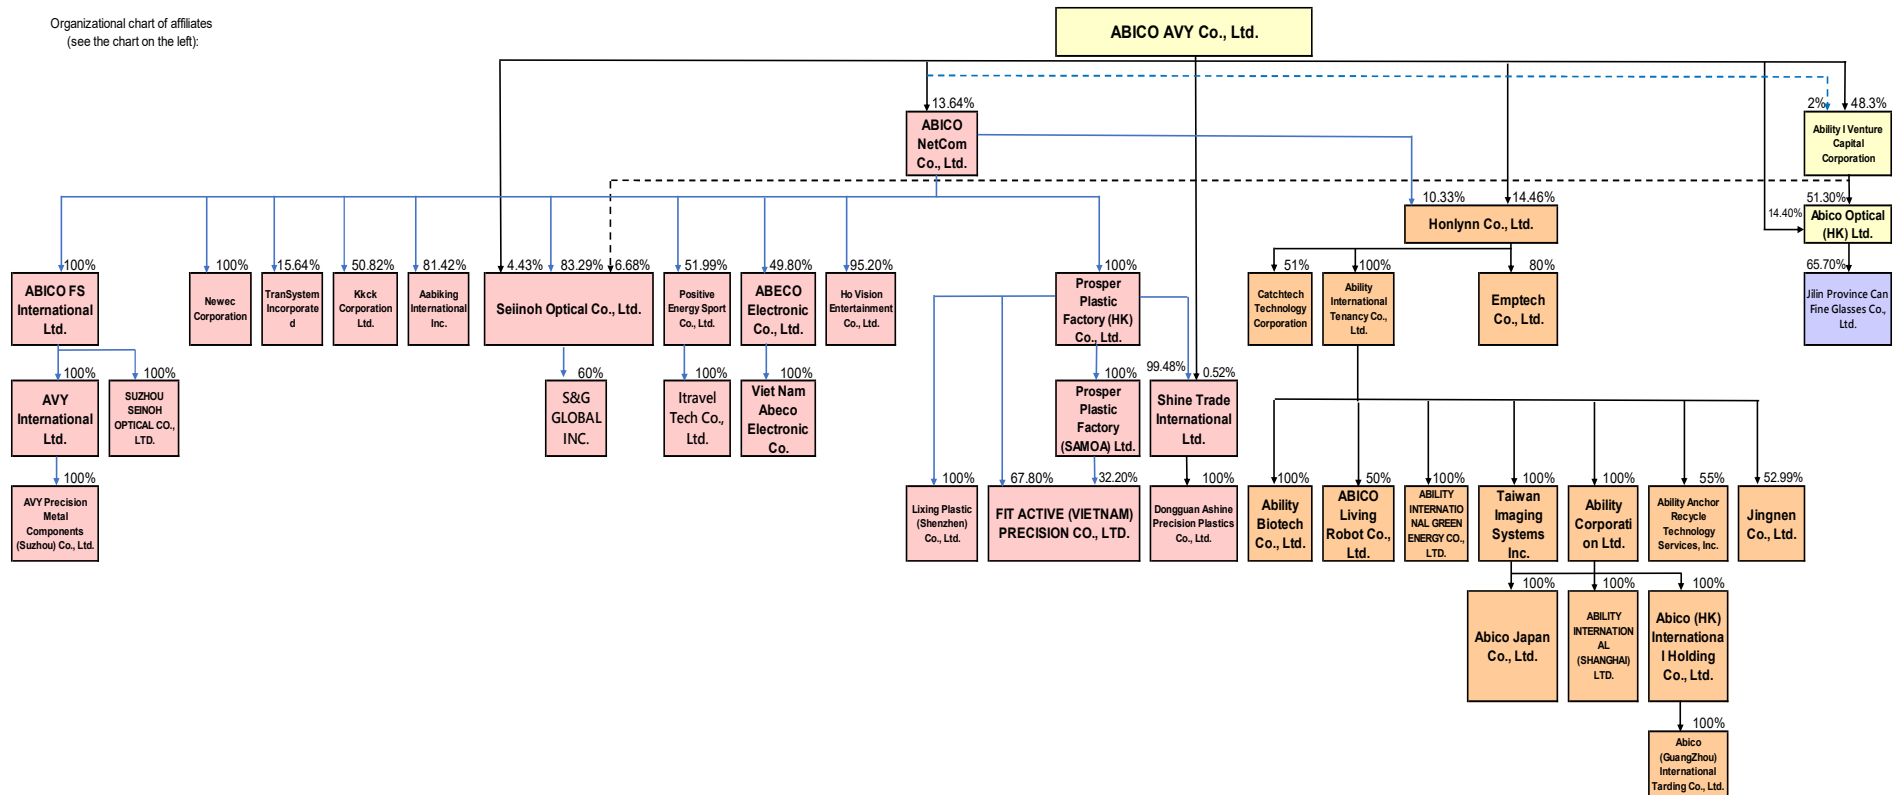 Organizational chart of affiliates
(see the chart on the left):
ABICO AVY Co., Ltd.
13.64%
2%
48.3%
ABICO
NetCom
Co., Ltd.
Ability I Venture
Capital
Corporation
10.33%
14.46%
51.30%
14.40%
Honlynn Co., Ltd.
Abico Optical
(HK) Ltd.
100%
100%
15.64%
50.82%
81.42%
4.43%
83.29%
6.68%
51.99%
49.80%
95.20%
100%
51%
100%
80%
65.70%
ABICO FS
International
Ltd.
Newec
Corporation
TranSystem
Incorporate
d
Kkck
Corporation
Ltd.
Aabiking
International
Inc.
Seiinoh Optical Co., Ltd.
Positive
Energy Sport
Co., Ltd.
ABECO
Electronic
Co., Ltd.
Ho Vision
Entertainment
Co., Ltd.
Prosper
Plastic
Factory (HK)
Co., Ltd.
Catchtech
Technology
Corporation
Ability
International
Tenancy Co.,
Ltd.
Emptech
Co., Ltd.
Jilin Province Can
Fine Glasses Co.,
Ltd.
100%
100%
60%
100%
100%
100%
99.48%
0.52%
AVY
International
Ltd.
SUZHOU
SEINOH
OPTICAL CO.,
LTD.
S&G
GLOBAL
INC.
Itravel
Tech Co.,
Ltd.
Viet Nam
Abeco
Electronic
Co.
Prosper
Plastic
Factory
(SAMOA) Ltd.
Shine Trade
International
Ltd.
100%
100%
67.80%
32.20%
100%
100%
50%
100%
100%
100%
55%
52.99%
AVY Precision
Metal
Components
(Suzhou) Co., Ltd.
Lixing Plastic
(Shenzhen)
Co., Ltd.
FIT ACTIVE (VIETNAM)
PRECISION CO., LTD.
Dongguan Ashine
Precision Plastics
Co., Ltd.
Ability
Biotech
Co., Ltd.
ABICO
Living
Robot Co.,
Ltd.
ABILITY
INTERNATIO
NAL GREEN
ENERGY CO.,
LTD.
Taiwan
Imaging
Systems
Inc.
Ability
Corporati
on Ltd.
Ability Anchor
Recycle
Technology
Services, Inc.
Jingnen
Co., Ltd.
100%
100%
100%
Abico Japan
Co., Ltd.
ABILITY
INTERNATION
AL
(SHANGHAI)
LTD.
Abico (HK)
Internationa
l Holding
Co., Ltd.
100%
Abico
(GuangZhou)
International
Tarding Co., Ltd.